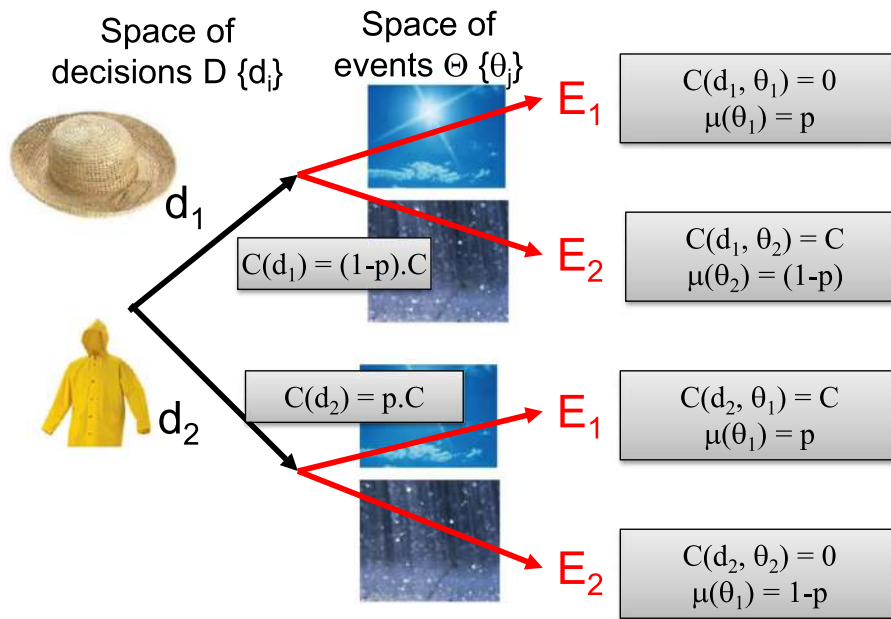 Space of
decisions D {dᵢ}
Space of
events Θ {θⱼ}
d₁
E₁
C(d₁, θ₁) = 0
μ(θ₁) = p
C(d₁) = (1-p).C
E₂
C(d₁, θ₂) = C
μ(θ₂) = (1-p)
d₂
C(d₂) = p.C
E₁
C(d₂, θ₁) = C
μ(θ₁) = p
E₂
C(d₂, θ₂) = 0
μ(θ₁) = 1-p